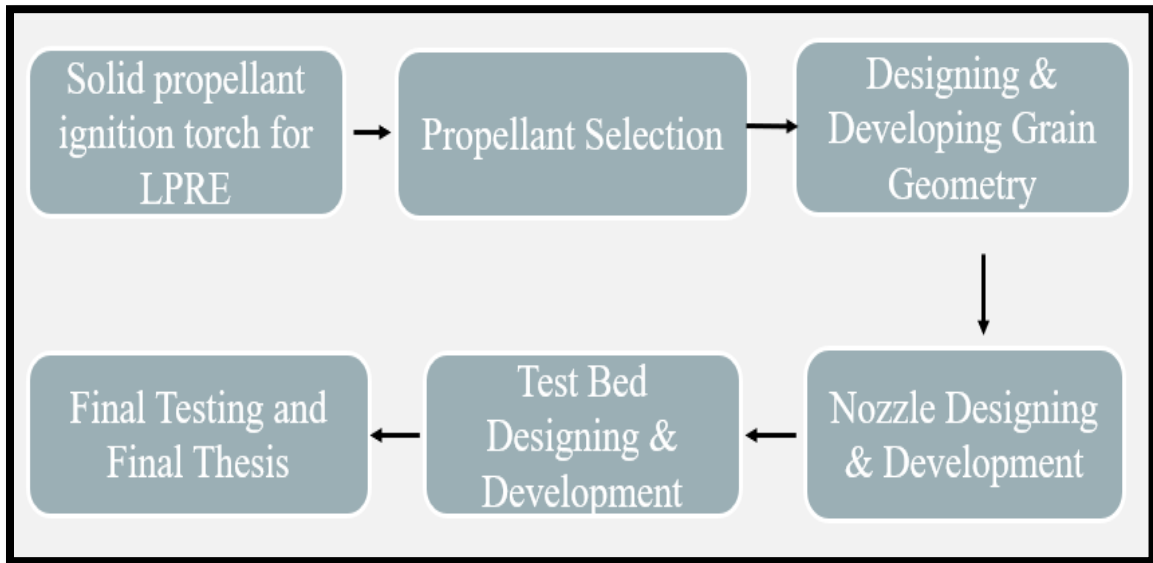 Solid propellant
ignition torch for
LPRE
Propellant Selection
Designing &
Developing Grain
Geometry
Nozzle Designing
& Development
Test Bed
Designing &
Development
Final Testing and
Final Thesis